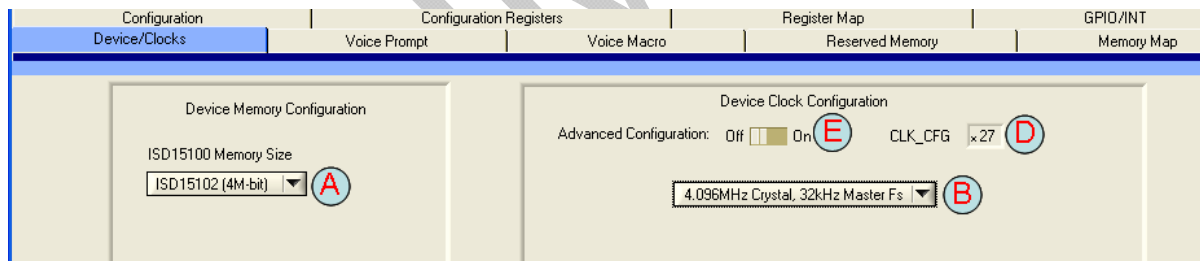 Configuration Configuration Registers Register Map GPIO/INT
Device/Clocks Voice Prompt Voice Macro Reserved Memory Memory Map
Device Memory Configuration
ISD15100 Memory Size
ISD15102 (4M-bit) A
Device Clock Configuration
Advanced Configuration: Off On E CLK_CFG x27 D
4.096MHz Crystal, 32kHz Master Fs B